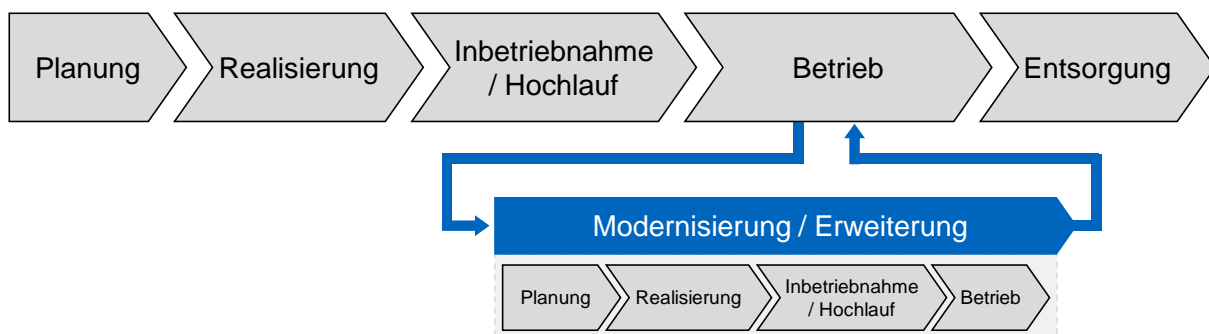 Planung
Realisierung
Inbetriebnahme
/ Hochlauf
Betrieb
Entsorgung
Modernisierung / Erweiterung
Planung
Realisierung
Inbetriebnahme
/ Hochlauf
Betrieb